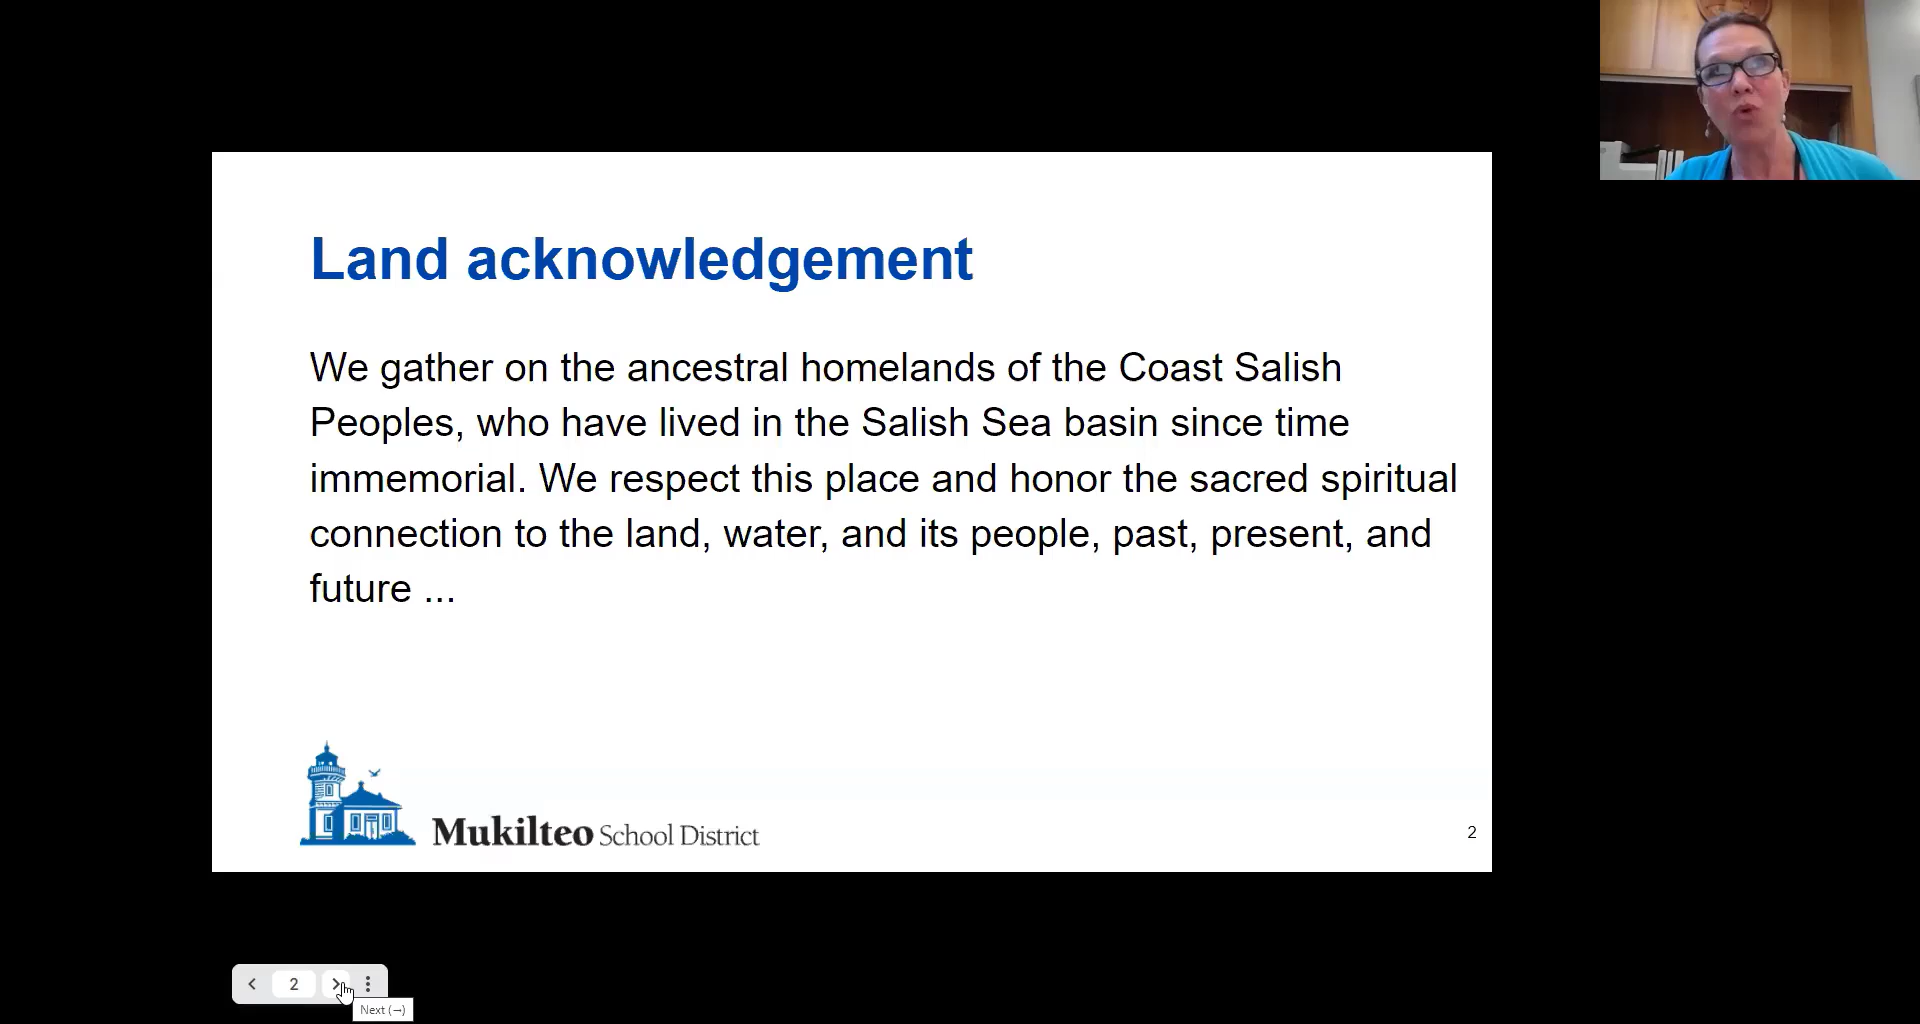 Land acknowledgement
We gather on the ancestral homelands of the Coast Salish
Peoples, who have lived in the Salish Sea basin since time
immemorial. We respect this place and honor the sacred spiritual
connection to the land, water, and its people, past, present, and
future ...
Mukilteo School District
2
2
Next (→)